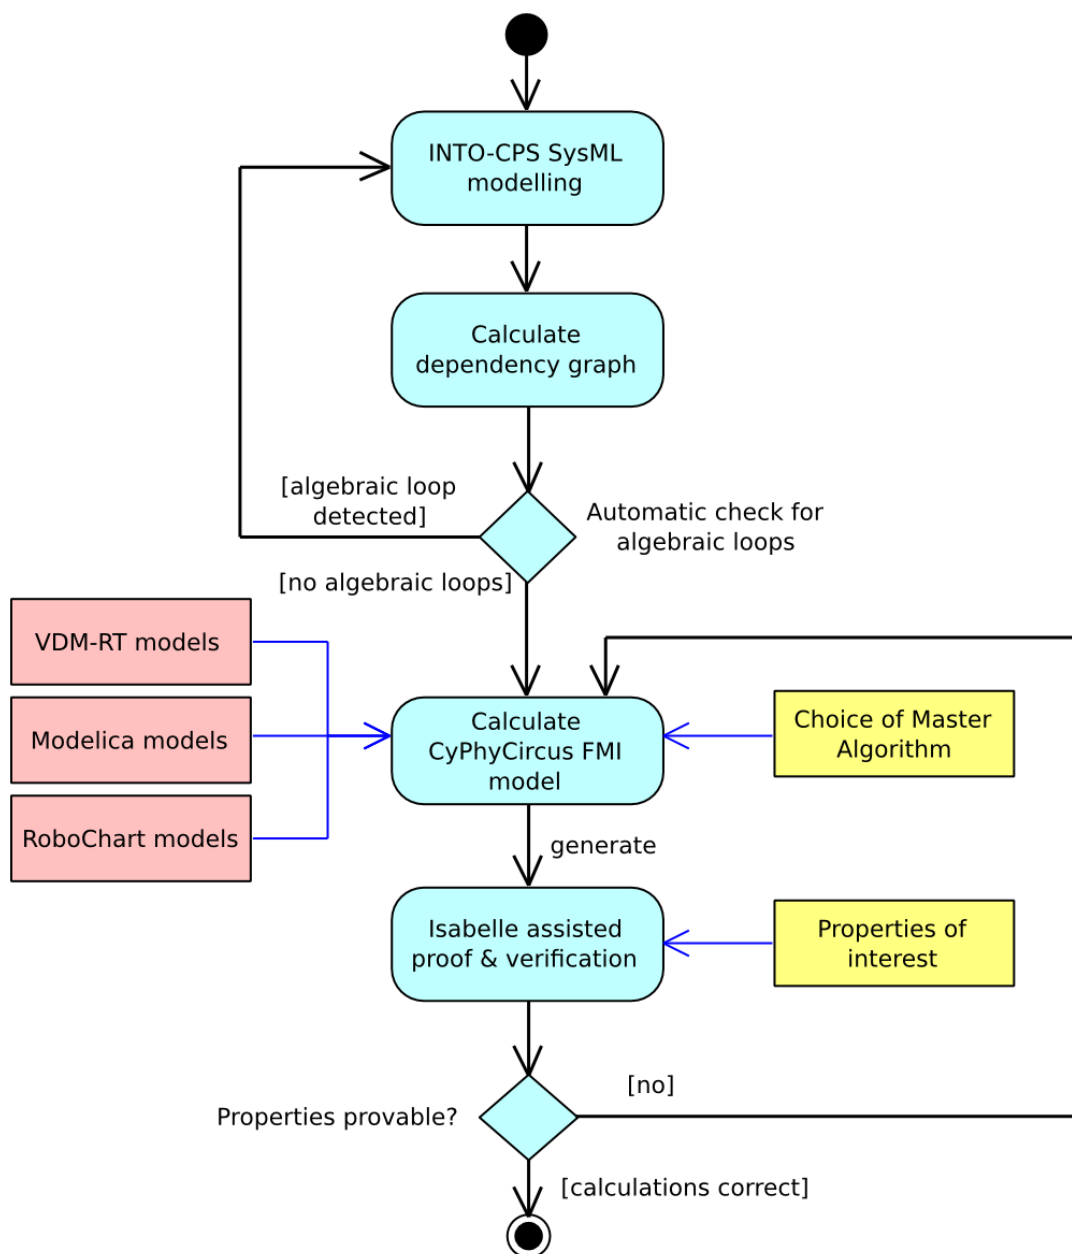 INTO-CPS SysML
modelling
Calculate
dependency graph
[algebraic loop
detected]
Automatic check for
algebraic loops
[no algebraic loops]
VDM-RT models
Modelica models
RoboChart models
Calculate
CyPhyCircus FMI
model
Choice of Master
Algorithm
generate
Isabelle assisted
proof & verification
Properties of
interest
Properties provable?
[no]
[calculations correct]